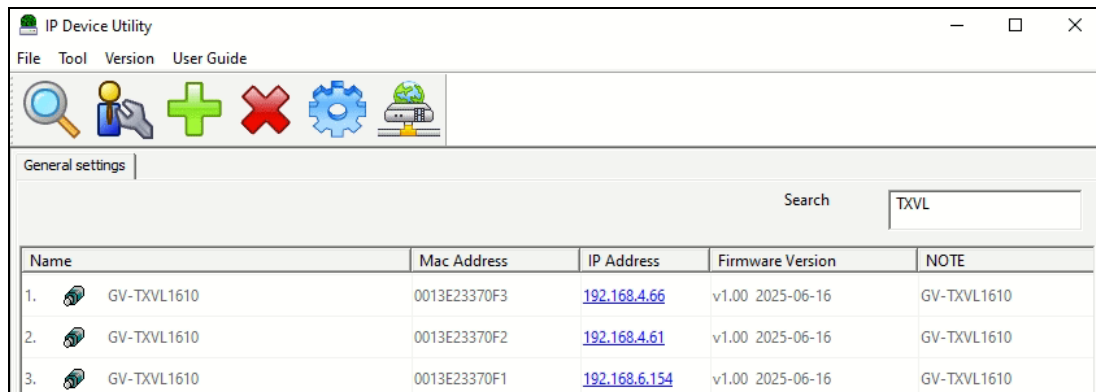 IP Device Utility
File Tool Version User Guide
General settings
Search TXVL
Name Mac Address IP Address Firmware Version NOTE
1. GV-TXVL1610 0013E23370F3 192.168.4.66 v1.00 2025-06-16 GV-TXVL1610
2. GV-TXVL1610 0013E23370F2 192.168.4.61 v1.00 2025-06-16 GV-TXVL1610
3. GV-TXVL1610 0013E23370F1 192.168.6.154 v1.00 2025-06-16 GV-TXVL1610